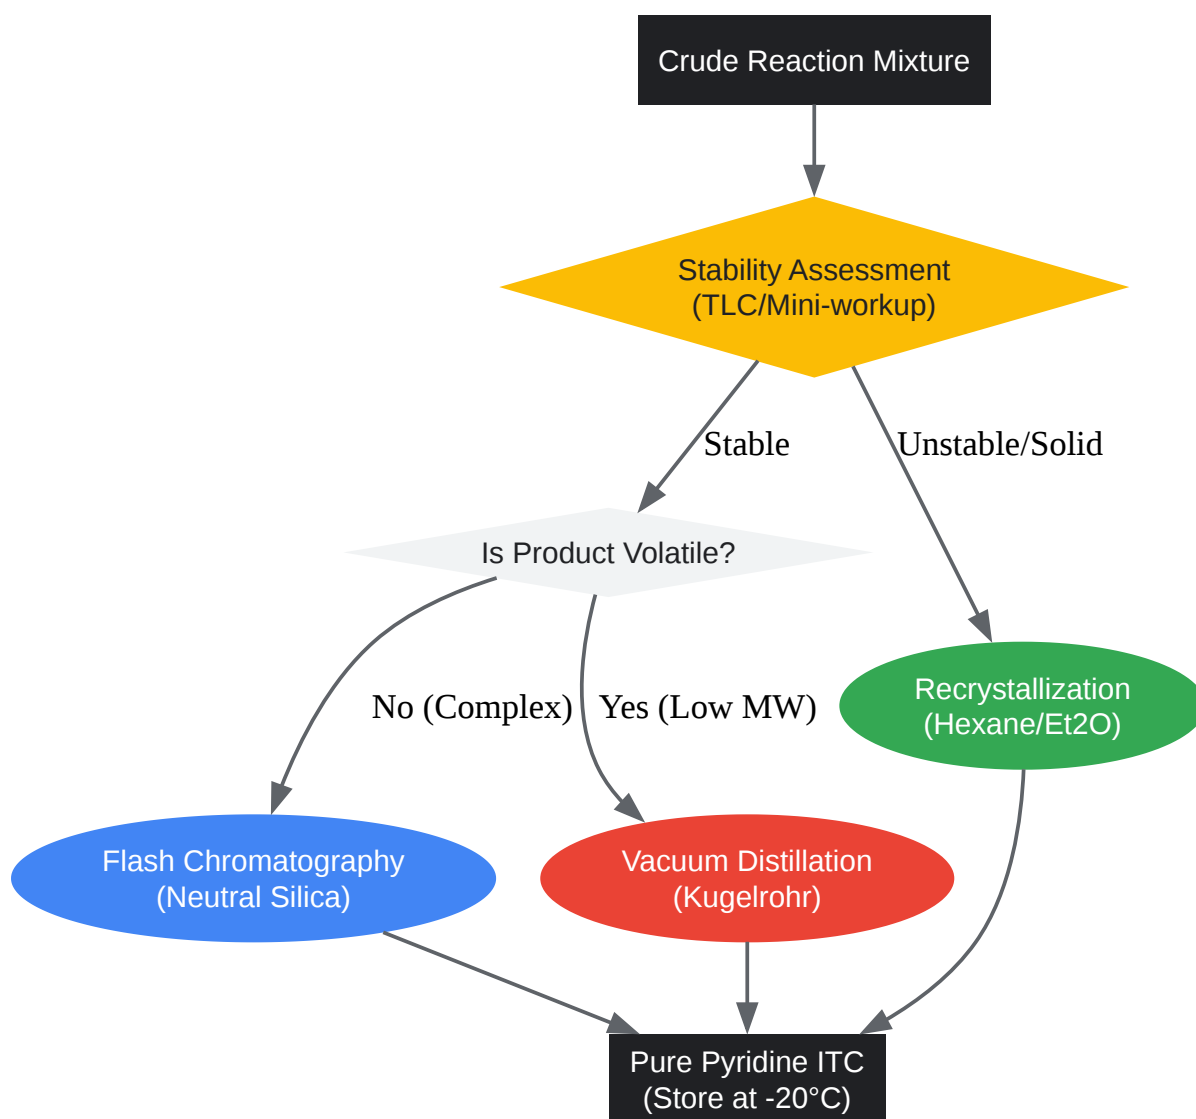 Crude Reaction Mixture
Stability Assessment
(TLC/Mini-workup)
Stable
Unstable/Solid
Is Product Volatile?
No (Complex)
Yes (Low MW)
Recrystallization
(Hexane/Et2O)
Flash Chromatography
(Neutral Silica)
Vacuum Distillation
(Kugelrohr)
Pure Pyridine ITC
(Store at -20°C)